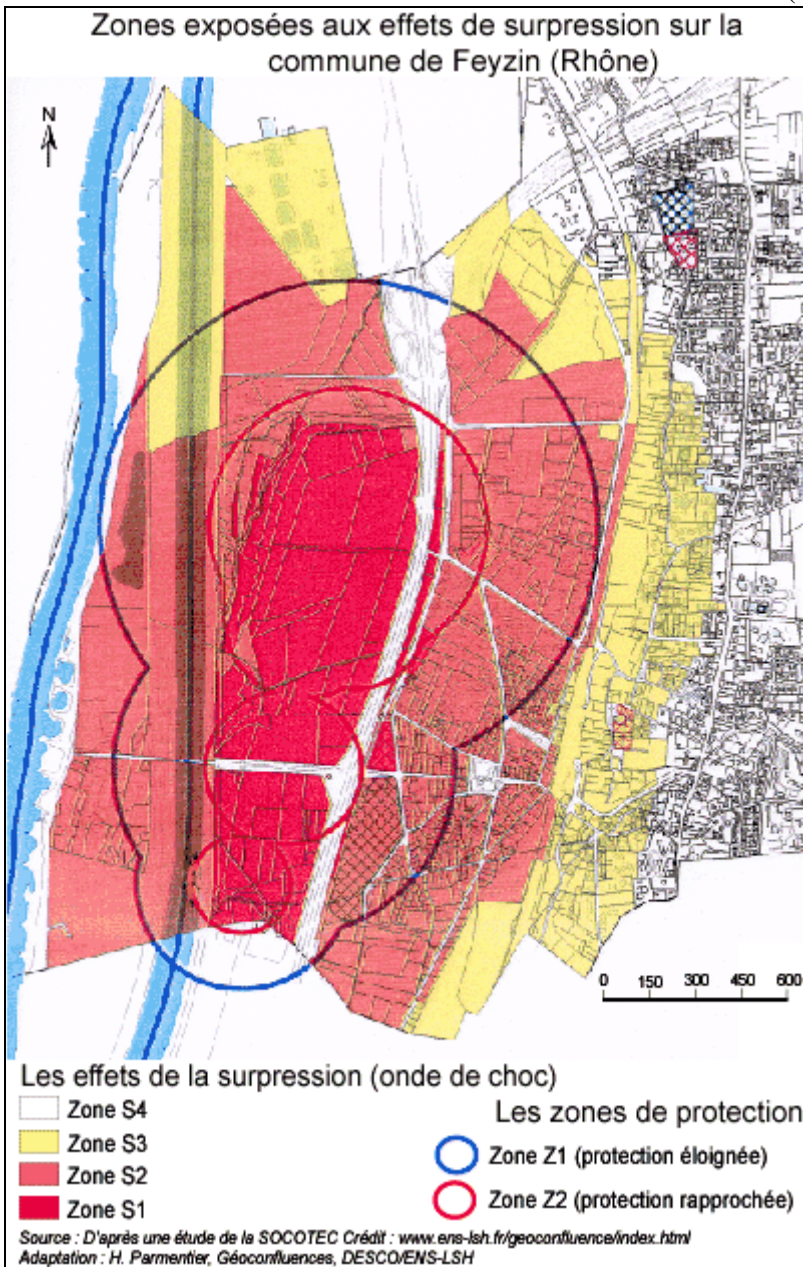 Zones exposées aux effets de surpression sur la
commune de Feyzin (Rhône)
N
0 150 300 450 600
Les effets de la surpression (onde de choc)
Zone S4
Zone S3
Zone S2
Zone S1
Les zones de protection
Zone Z1 (protection éloignée)
Zone Z2 (protection rapprochée)
Source : D'après une étude de la SOCOTEC Crédit : www.ens-lsh.fr/geoconfluence/index.html
Adaptation : H. Parmentier, Géoconfluences, DESCO/ENS-LSH